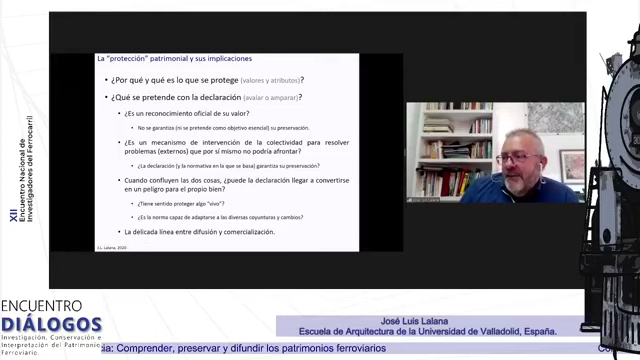 La "protección" patrimonial y sus implicaciones
• ¿Por qué y qué es lo que se protege (valores y atributos)?
• ¿Qué se pretende con la declaración (avalar o amparar)?
• ¿Es un reconocimiento oficial de su valor?
• No se garantiza (ni se pretende como objetivo esencial) su preservación.
• ¿Es un mecanismo de intervención de la colectividad para resolver
problemas (externos) que por si mismo no podría afrontar?
• ¿La declaración (y la normativa en la que se basa) garantiza su preservación?
• Cuando confluyen las dos cosas, ¿puede la declaración llegar a convertirse
en un peligro para el propio bien?
• ¿Tiene sentido proteger algo "vivo"?
• ¿Es la norma capaz de adaptarse a las diversas coyunturas y cambios?
• La delicada línea entre difusión y comercialización.
J.L. Lalana, 2020
XII
Encuentro Nacional de
Investigadores del Ferrocarril
ENCUENTRO
DIÁLOGOS
Investigación, Conservación e
Interpretación del Patrimonio
Ferroviario
José Luis Lalana
Escuela de Arquitectura de la Universidad de Valladolid, España.
ia: Comprender, preservar y difundir los patrimonios ferroviarios